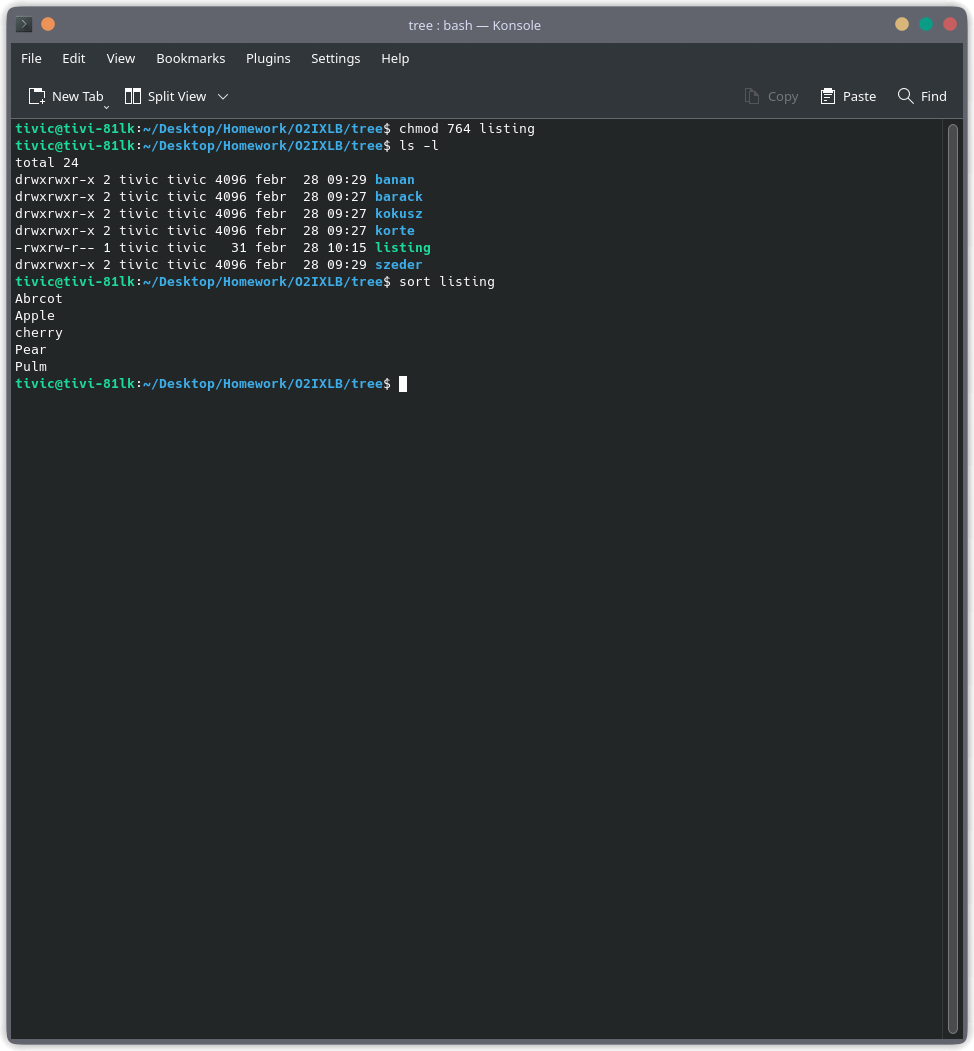 tree : bash — Konsole
File Edit View Bookmarks Plugins Settings Help
New Tab Split View Copy Paste Find
tivic@tivi-81lk:~/Desktop/Homework/O2IXLB/tree$ chmod 764 listing
tivic@tivi-81lk:~/Desktop/Homework/O2IXLB/tree$ ls -l
total 24
drwxrwxr-x 2 tivic tivic 4096 febr  28 09:29 banan
drwxrwxr-x 2 tivic tivic 4096 febr  28 09:27 barack
drwxrwxr-x 2 tivic tivic 4096 febr  28 09:27 kokusz
drwxrwxr-x 2 tivic tivic 4096 febr  28 09:27 korte
-rwxrw-r-- 1 tivic tivic   31 febr  28 10:15 listing
drwxrwxr-x 2 tivic tivic 4096 febr  28 09:29 szeder
tivic@tivi-81lk:~/Desktop/Homework/O2IXLB/tree$ sort listing
Abrcot
Apple
cherry
Pear
Pulm
tivic@tivi-81lk:~/Desktop/Homework/O2IXLB/tree$